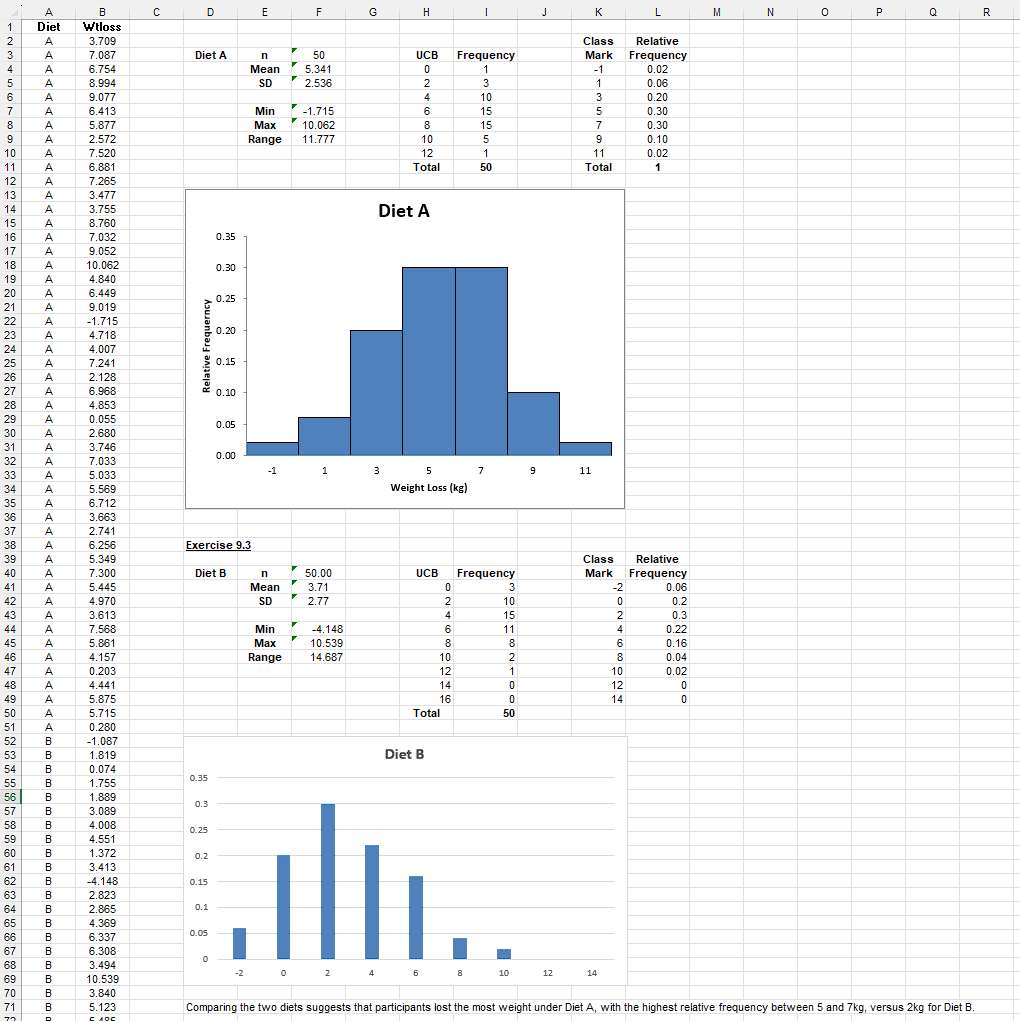 A B C D E F G H I J K L M N O P Q R
1 Diet Wtloss
2 A 3.709 Class Relative
3 A 7.087 Diet A n 50 UCB Frequency Mark Frequency
4 A 6.754 Mean 5.341 0 1 -1 0.02
5 A 8.994 SD 2.536 2 3 1 0.06
6 A 9.077 4 10 3 0.20
7 A 6.413 Min -1.715 6 15 5 0.30
8 A 5.877 Max 10.062 8 15 7 0.30
9 A 2.572 Range 11.777 10 5 9 0.10
10 A 7.520 12 1 11 0.02
11 A 6.881 Total 50 Total 1
12 A 7.265
13 A 3.477
14 A 3.755
15 A 8.760
16 A 7.032
17 A 9.052
18 A 10.062
19 A 4.840
20 A 6.449
21 A 9.019
22 A -1.715
23 A 4.718
24 A 4.007
25 A 7.241
26 A 2.128
27 A 6.968
28 A 4.853
29 A 0.055
30 A 2.680
31 A 3.746
32 A 7.033
33 A 5.033
34 A 5.569
35 A 6.712
36 A 3.663
37 A 2.741
Diet A
0.35
0.30
0.25
0.20
0.15
0.10
0.05
0.00
Relative Frequerncy
-1 1 3 5 7 9 11
Weight Loss (kg)
38 A 6.256 Exercise 9.3
39 A 5.349 Class Relative
40 A 7.300 Diet B n 50.00 UCB Frequency Mark Frequency
41 A 5.445 Mean 3.71 0 3 -2 0.06
42 A 4.970 SD 2.77 2 10 0 0.2
43 A 3.613 4 15 2 0.3
44 A 7.568 Min -4.148 6 11 4 0.22
45 A 5.861 Max 10.539 8 8 6 0.16
46 A 4.157 Range 14.687 10 2 8 0.04
47 A 0.203 12 1 10 0.02
48 A 4.441 14 0 12 0
49 A 5.875 16 0 14 0
50 A 5.715 Total 50
51 A 0.280
52 B -1.087
53 B 1.819
54 B 0.074
55 B 1.755
56 B 1.889
57 B 3.089
58 B 4.008
59 B 4.551
60 B 1.372
61 B 3.413
62 B -4.148
63 B 2.823
64 B 2.865
65 B 4.369
66 B 6.337
67 B 6.308
68 B 3.494
69 B 10.539
70 B 3.840
Diet B
0.35
0.3
0.25
0.2
0.15
0.1
0.05
0
-2 0 2 4 6 8 10 12 14
71 B 5.123 Comparing the two diets suggests that participants lost the most weight under Diet A, with the highest relative frequency between 5 and 7kg, versus 2kg for Diet B.